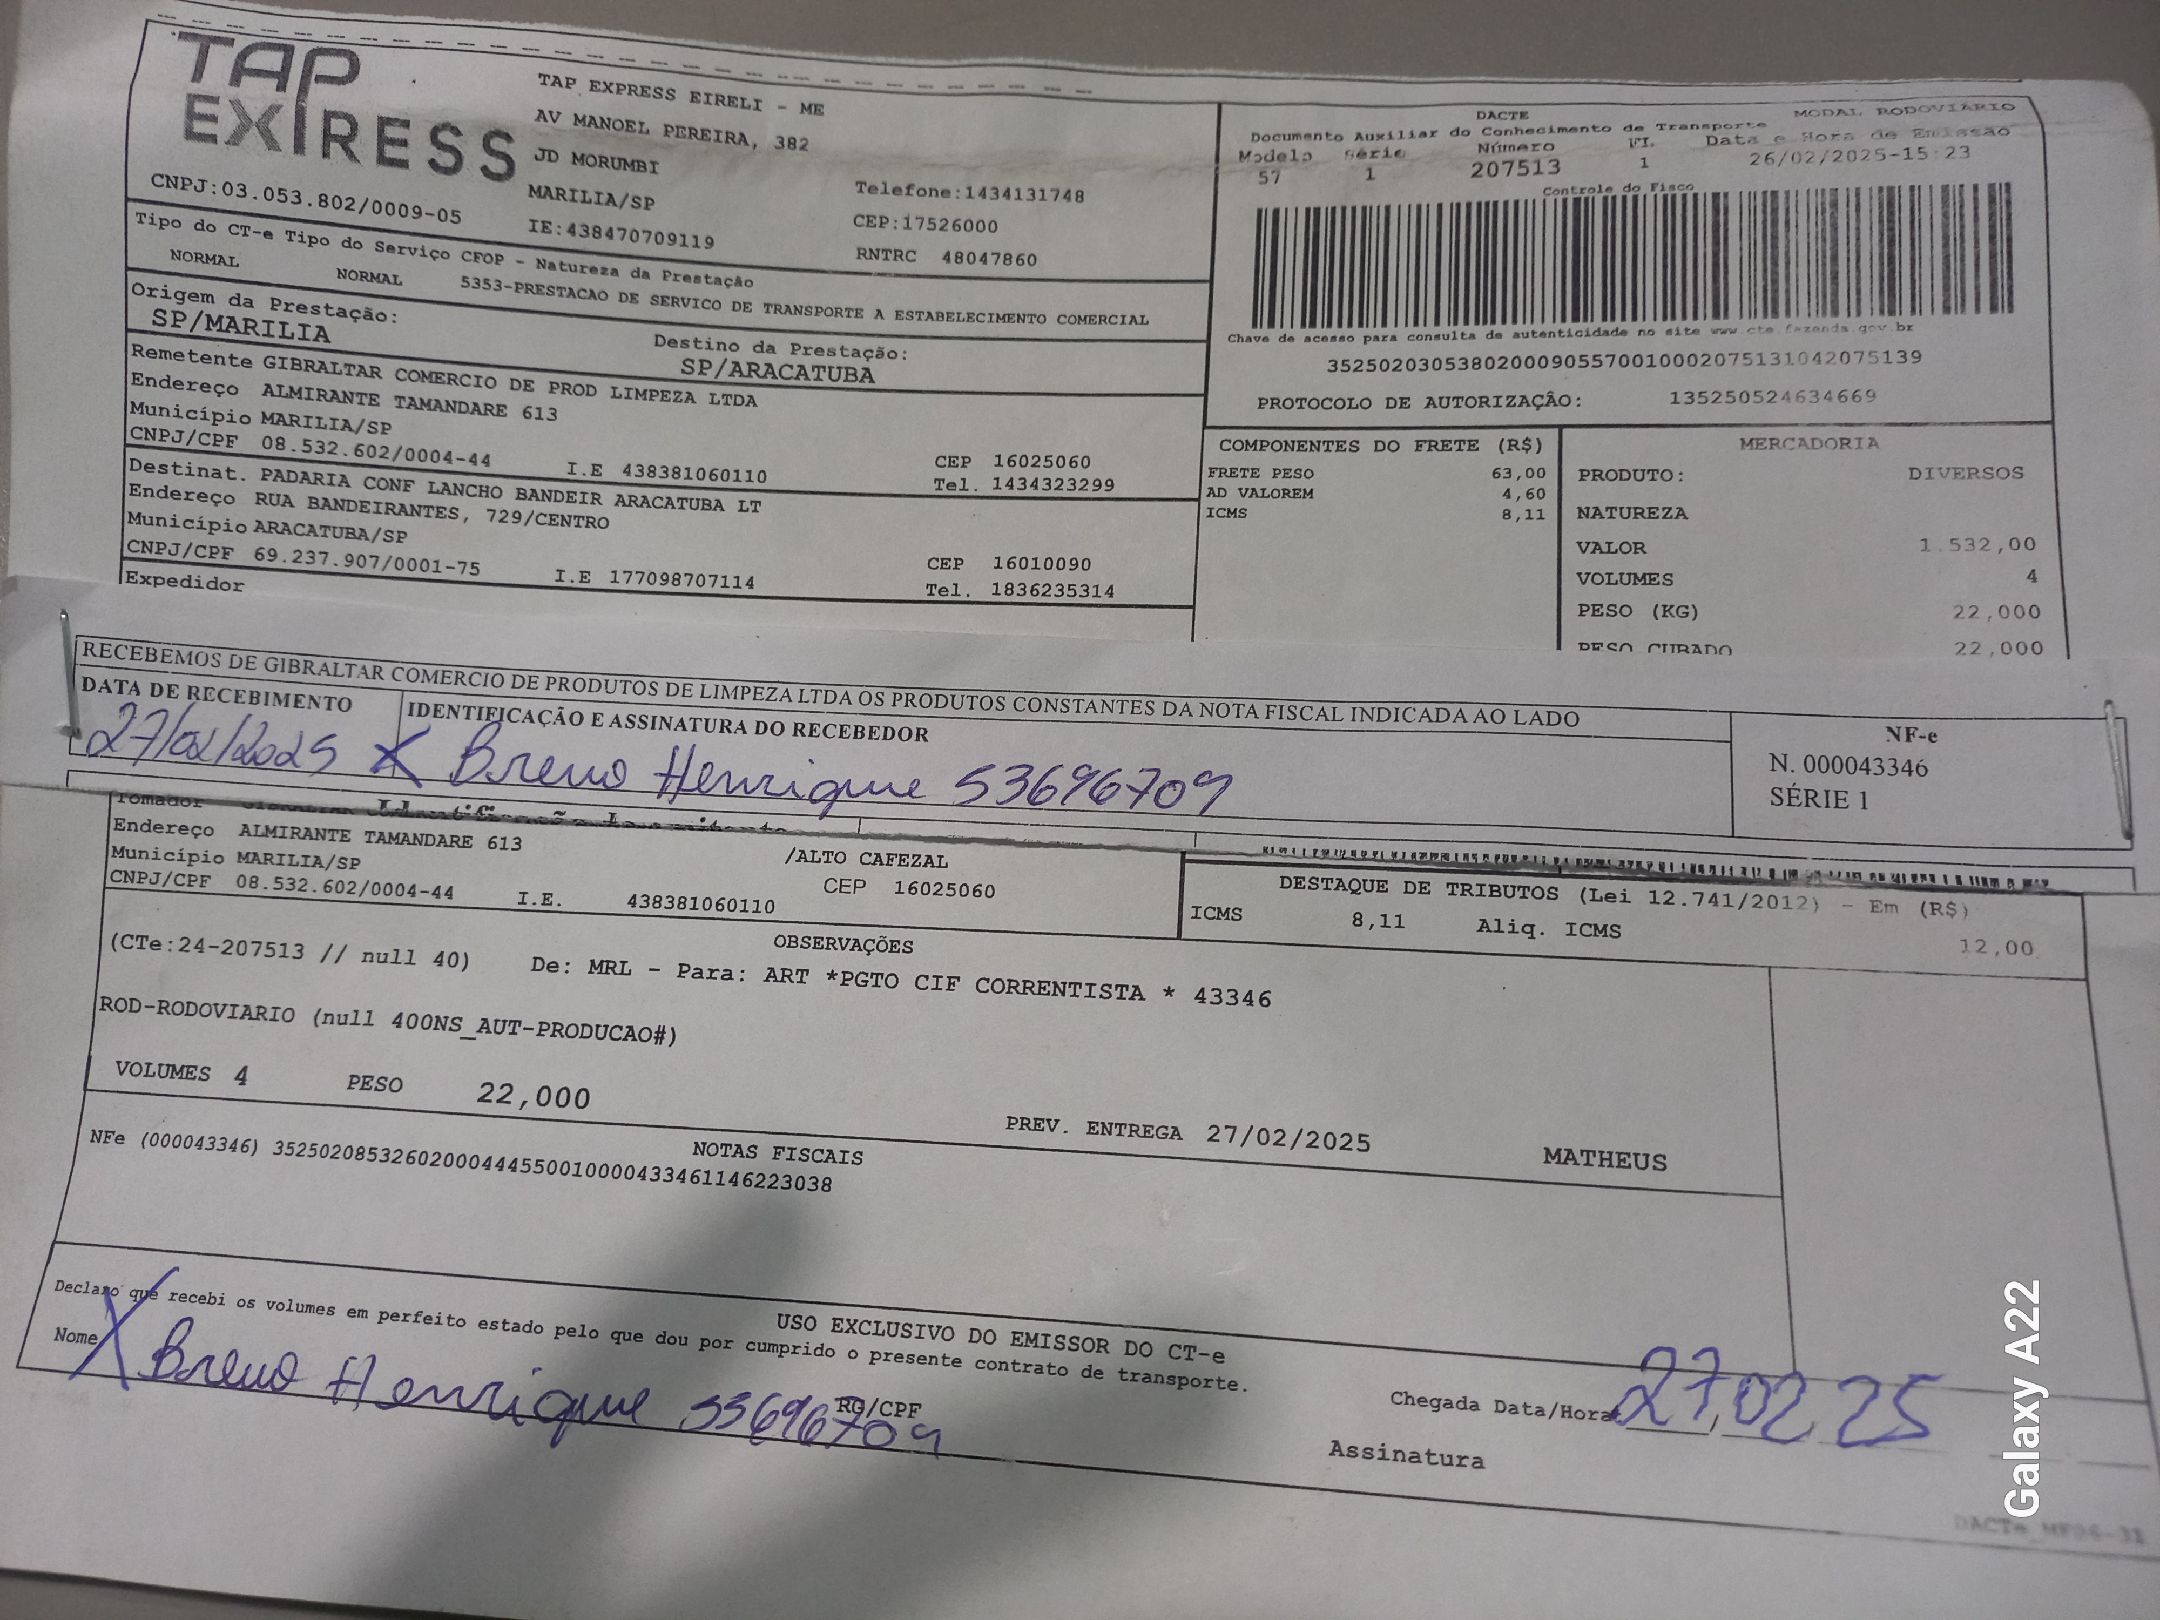 TAP EXPRESS
TAP EXPRESS EIRELI - ME
AV MANOEL PEREIRA, 382
JD MORUMBI
MARILIA/SP
CNPJ:03.053.802/0009-05
IE:438470709119
Telefone:1434131748
CEP:17526000
RNTRC 48047860
DACTE MODAL RODOVIÁRIO
Documento Auxiliar do Conhecimento de Transporte
Modelo Série Número Fl. Data e Hora de Emissão
57 1 207513 1 26/02/2025-15:23
Controle do Fisco
Chave de acesso para consulta de autenticidade no site www.cte.fazenda.gov.br
35250203053802000905570010002075131042075139
PROTOCOLO DE AUTORIZAÇÃO: 135250524634669
Tipo do CT-e Tipo do Serviço CFOP - Natureza da Prestação
NORMAL NORMAL 5353-PRESTACAO DE SERVICO DE TRANSPORTE A ESTABELECIMENTO COMERCIAL
Origem da Prestação: Destino da Prestação:
SP/MARILIA SP/ARACATUBA
Remetente GIBRALTAR COMERCIO DE PROD LIMPEZA LTDA
Endereço ALMIRANTE TAMANDARE 613
Município MARILIA/SP CEP 16025060
CNPJ/CPF 08.532.602/0004-44 I.E 438381060110 Tel. 1434323299
Destinat. PADARIA CONF LANCHO BANDEIR ARACATUBA LT
Endereço RUA BANDEIRANTES, 729/CENTRO
Município ARACATUBA/SP CEP 16010090
CNPJ/CPF 69.237.907/0001-75 I.E 177098707114 Tel. 1836235314
Expedidor
COMPONENTES DO FRETE (R$)
FRETE PESO 63,00
AD VALOREM 4,60
ICMS 8,11
MERCADORIA
PRODUTO: DIVERSOS
NATUREZA
VALOR 1.532,00
VOLUMES 4
PESO (KG) 22,000
PESO CUBADO 22,000
RECEBEMOS DE GIBRALTAR COMERCIO DE PRODUTOS DE LIMPEZA LTDA OS PRODUTOS CONSTANTES DA NOTA FISCAL INDICADA AO LADO
DATA DE RECEBIMENTO IDENTIFICAÇÃO E ASSINATURA DO RECEBEDOR
27/02/2025 X Breno Henrique 53696709
NF-e
N. 000043346
SÉRIE 1
Tomador
Endereço ALMIRANTE TAMANDARE 613 /ALTO CAFEZAL
Município MARILIA/SP CEP 16025060
CNPJ/CPF 08.532.602/0004-44 I.E. 438381060110
DESTAQUE DE TRIBUTOS (Lei 12.741/2012) - Em (R$)
ICMS 8,11 Aliq. ICMS 12,00
OBSERVAÇÕES
(CTe:24-207513 // null 40) De: MRL - Para: ART *PGTO CIF CORRENTISTA * 43346
ROD-RODOVIARIO (null 400NS_AUT-PRODUCAO#)
VOLUMES 4 PESO 22,000 PREV. ENTREGA 27/02/2025 MATHEUS
NOTAS FISCAIS
NFe (000043346) 35250208532602000444550010000433461146223038
USO EXCLUSIVO DO EMISSOR DO CT-e
Declaro que recebi os volumes em perfeito estado pelo que dou por cumprido o presente contrato de transporte.
Nome X Breno Henrique 53696709 RG/CPF
Chegada Data/Hora 27 02 25
Assinatura
Galaxy A22